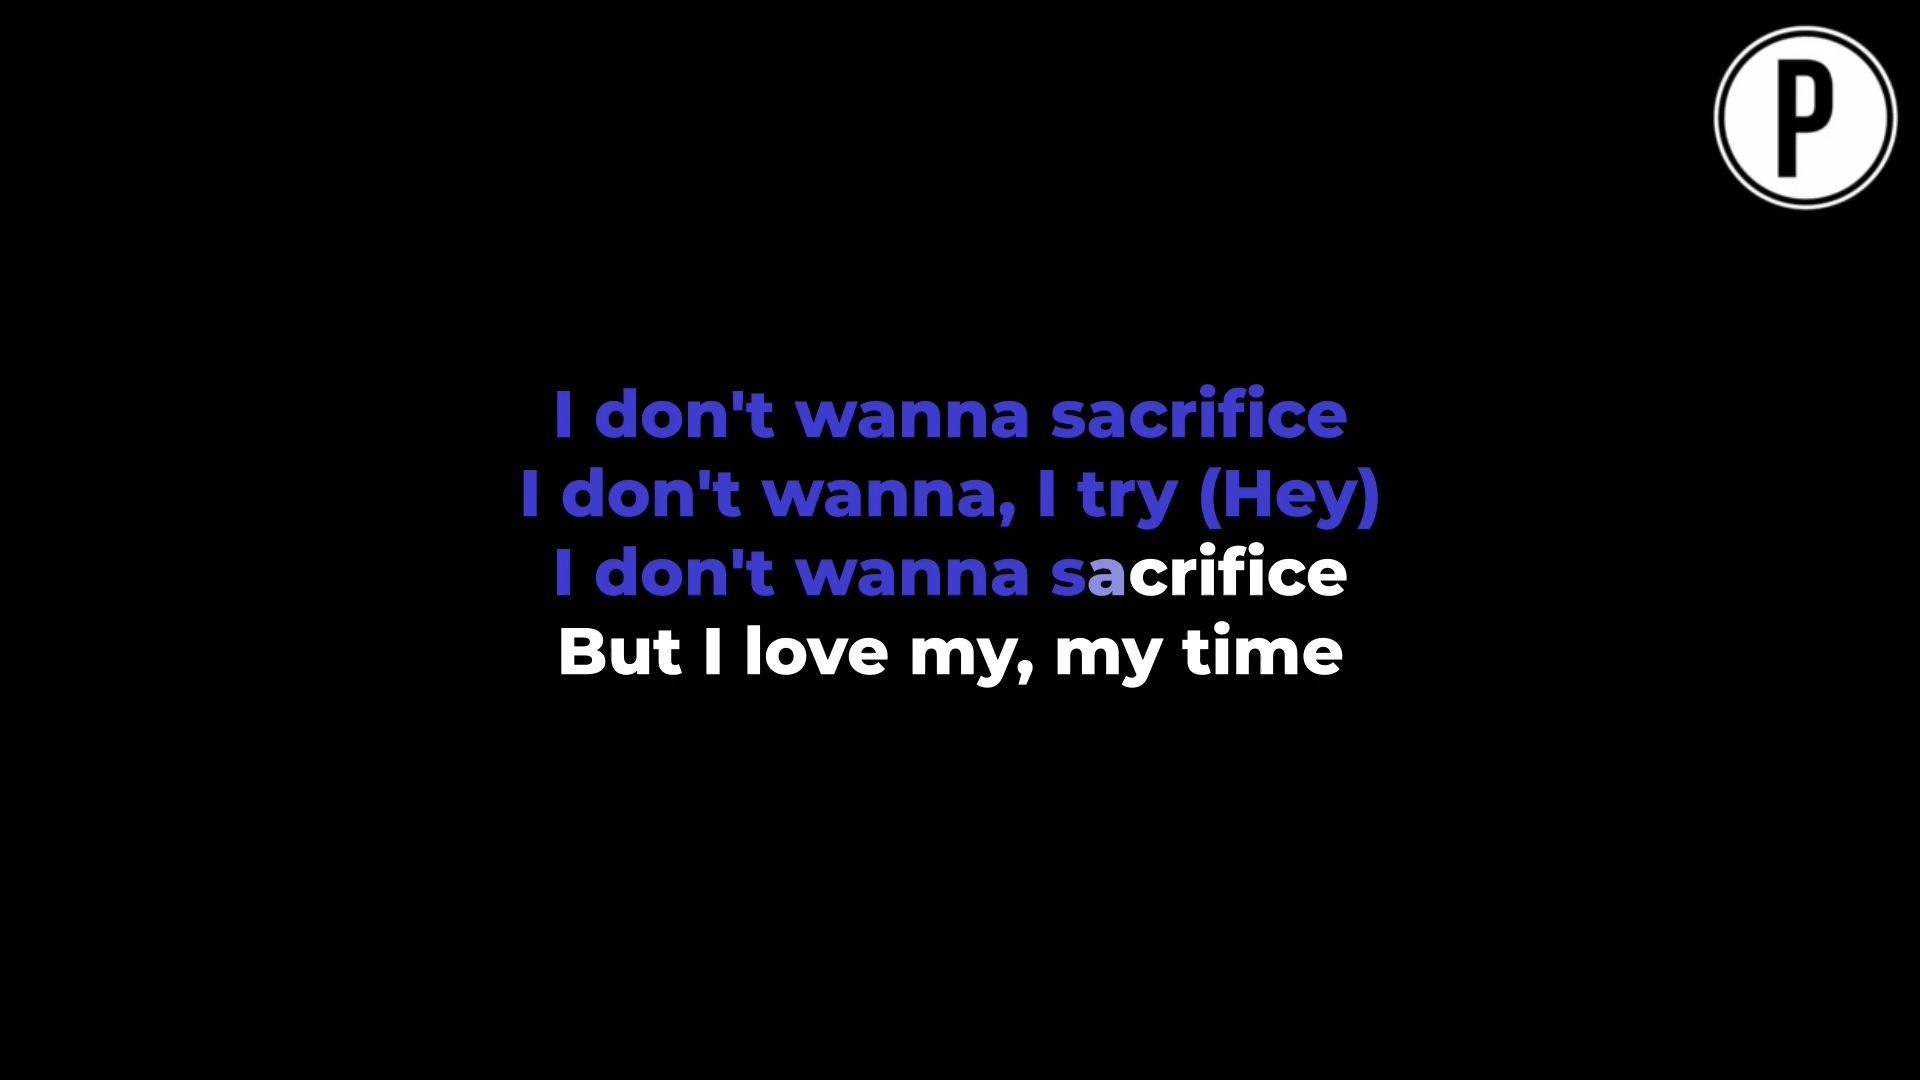 P
I don't wanna sacrifice
I don't wanna, I try (Hey)
I don't wanna sacrifice
But I love my, my time